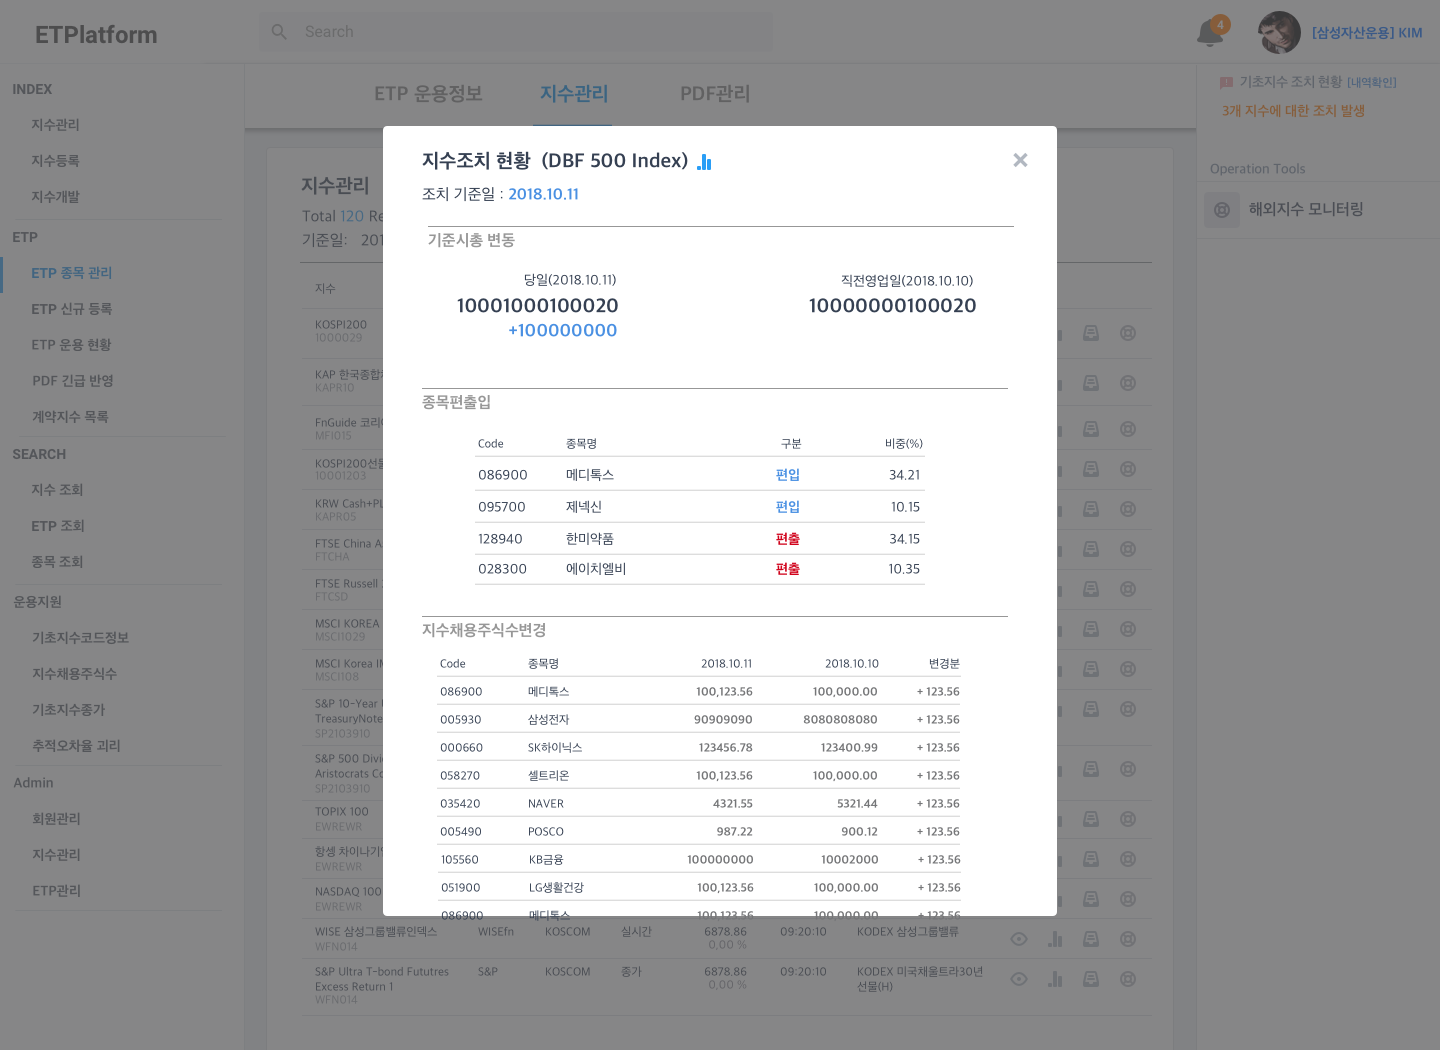 ETPlatform
Search
4
[삼성자산운용] KIM
INDEX
지수관리
지수등록
지수개발
ETP
ETP 종목 관리
ETP 신규 등록
ETP 운용 현황
PDF 긴급 반영
계약지수 목록
SEARCH
지수 조회
ETP 조회
종목 조회
운용지원
기초지수코드정보
지수채용주식수
기초지수종가
추적오차율 괴리
Admin
회원관리
지수관리
ETP관리
ETP 운용정보 지수관리 PDF관리
기초지수 조치 현황 [내역확인]
3개 지수에 대한 조치 발생
Operation Tools
해외지수 모니터링
지수관리
Total 120 Re
기준일: 201
지수
KOSPI200
1000029
KAP 한국종합
KAPR10
FnGuide 코리
MFI015
KOSPI200선물
10001203
KRW Cash+PL
KAPR05
FTSE China A
FTCHA
FTSE Russell
FTCSD
MSCI KOREA
MSCI1029
MSCI Korea IM
MSCI108
S&P 10-Year
TreasuryNote
SP2103910
S&P 500 Divi
Aristocrats Co
SP2103910
TOPIX 100
EWREWR
항셍 차이나기업
EWREWR
NASDAQ 100
EWREWR
WISE 삼성그룹밸류인덱스 WISEfn KOSCOM 실시간 6878.86 09:20:10 KODEX 삼성그룹밸류
WFN014 0,00 %
S&P Ultra T-bond Fututres S&P KOSCOM 종가 6878.86 09:20:10 KODEX 미국채울트라30년
Excess Return 1 0,00 % 선물(H)
WFN014
지수조치 현황 (DBF 500 Index)
조치 기준일 : 2018.10.11
기준시총 변동
당일(2018.10.11) 직전영업일(2018.10.10)
10001000100020 10000000100020
+100000000
종목편출입
Code 종목명 구분 비중(%)
086900 메디톡스 편입 34.21
095700 제넥신 편입 10.15
128940 한미약품 편출 34.15
028300 에이치엘비 편출 10.35
지수채용주식수변경
Code 종목명 2018.10.11 2018.10.10 변경분
086900 메디톡스 100,123.56 100,000.00 + 123.56
005930 삼성전자 90909090 8080808080 + 123.56
000660 SK하이닉스 123456.78 123400.99 + 123.56
058270 셀트리온 100,123.56 100,000.00 + 123.56
035420 NAVER 4321.55 5321.44 + 123.56
005490 POSCO 987.22 900.12 + 123.56
105560 KB금융 100000000 10002000 + 123.56
051900 LG생활건강 100,123.56 100,000.00 + 123.56
086900 메디톡스 100,123.56 100,000.00 + 123.56